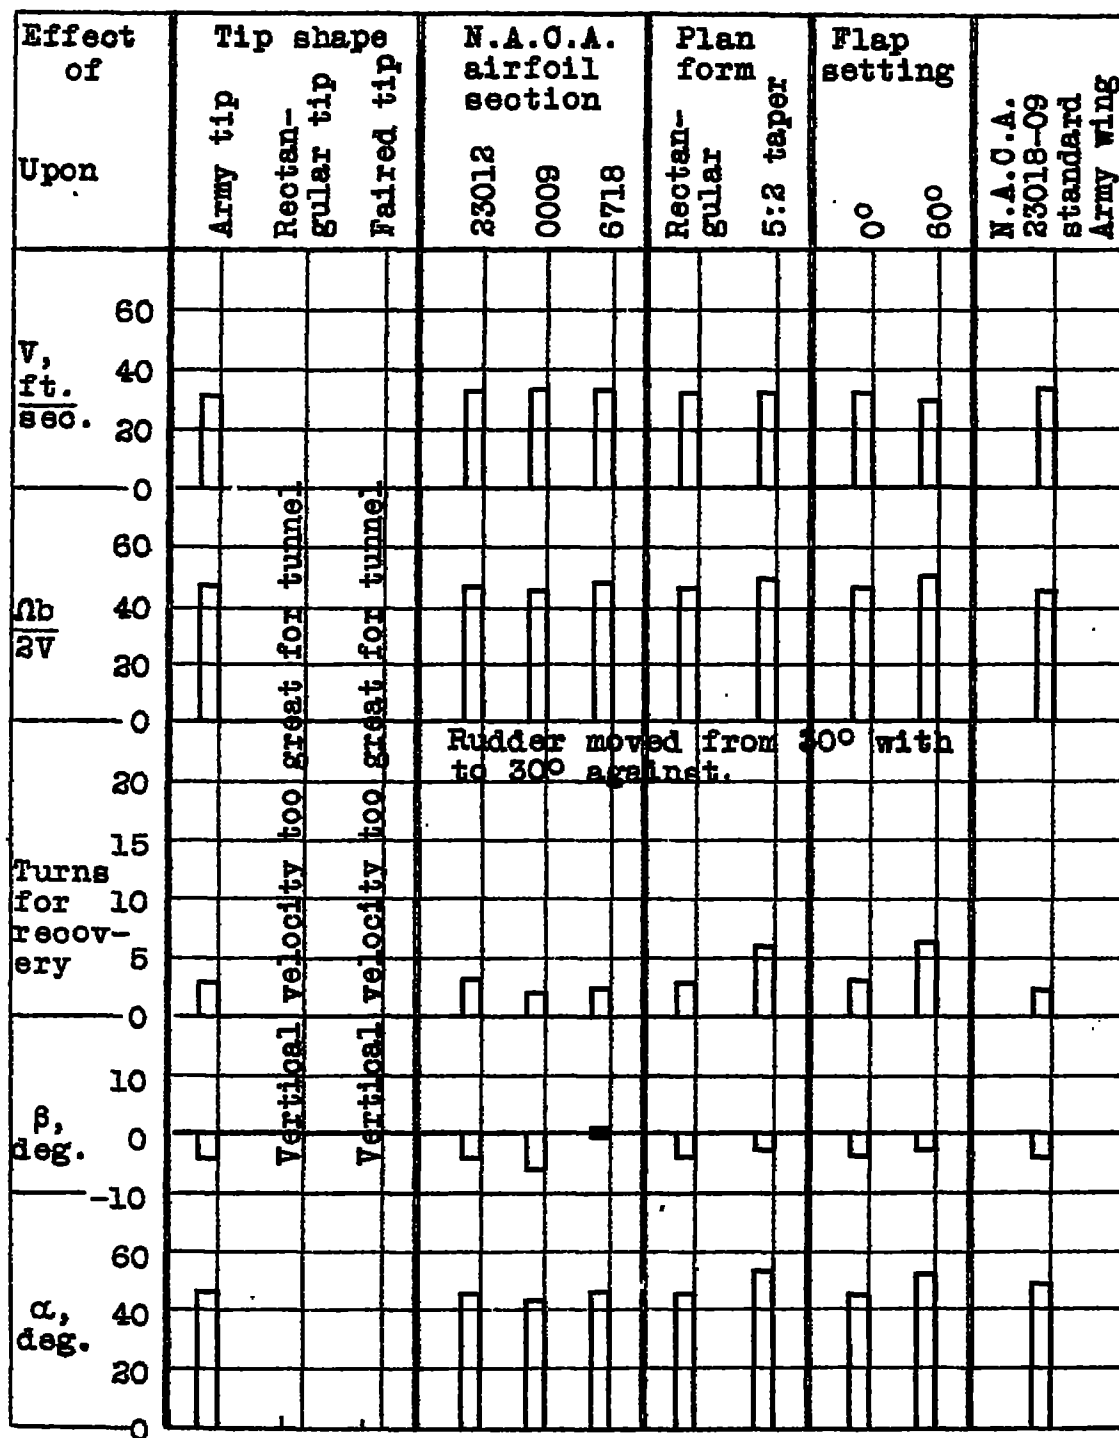 Effect
of
Upon
Tip shape
Army tip
Rectan-
gular tip
Faired tip
N.A.C.A.
airfoil
section
23012
0009
6718
Plan
form
Rectan-
gular
5:2 taper
Flap
setting
0°
60°
N.A.C.A.
23018-09
standard
Army wing
V,
ft.
sec.
60
40
20
0
Ωb
2V
60
40
20
0
Rudder moved from 30° with
to 30° against.
Turns
for
recov-
ery
20
15
10
5
0
β,
deg.
10
0
-10
α,
deg.
60
40
20
0
Vertical velocity too great for tunnel
Vertical velocity too great for tunnel